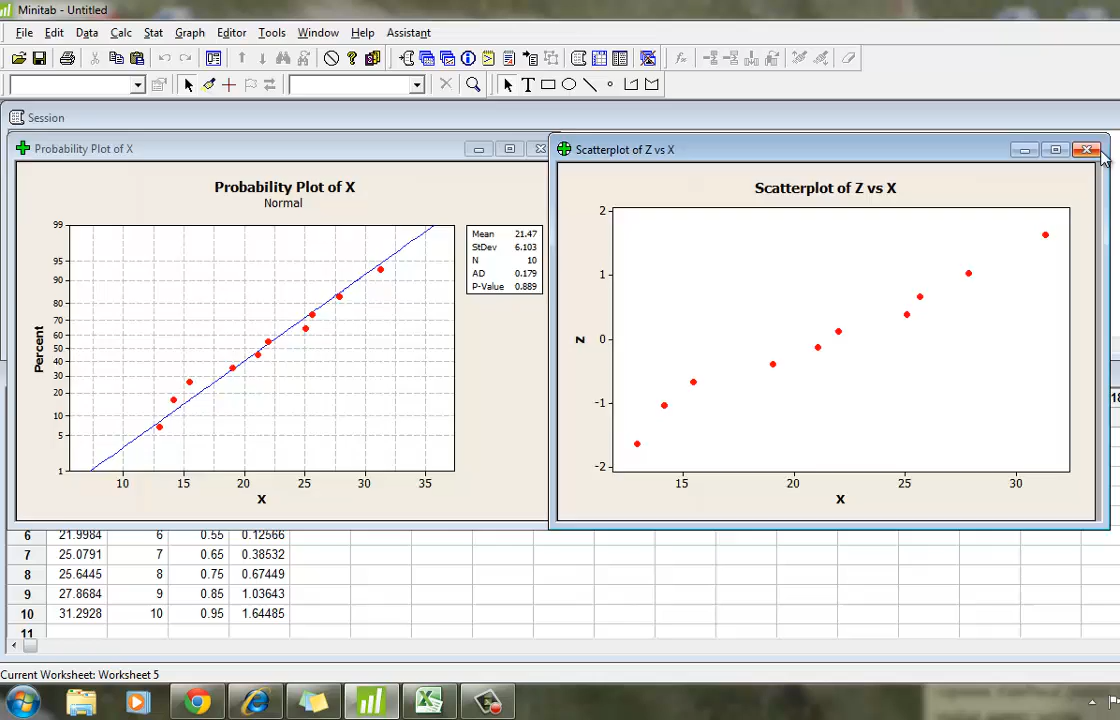 Minitab - Untitled
File Edit Data Calc Stat Graph Editor Tools Window Help Assistant
Session
Probability Plot of X
Probability Plot of X
Normal
99
95
90
80
70
60
50
40
30
20
10
5
1
Percent
10 15 20 25 30 35
X
Mean 21.47
StDev 6.103
N 10
AD 0.179
P-Value 0.889
Scatterplot of Z vs X
Scatterplot of Z vs X
2
1
0
-1
-2
Z
15 20 25 30
X
6 21.9984 6 0.55 0.12566
7 25.0791 7 0.65 0.38532
8 25.6445 8 0.75 0.67449
9 27.8684 9 0.85 1.03643
10 31.2928 10 0.95 1.64485
11
Current Worksheet: Worksheet 5